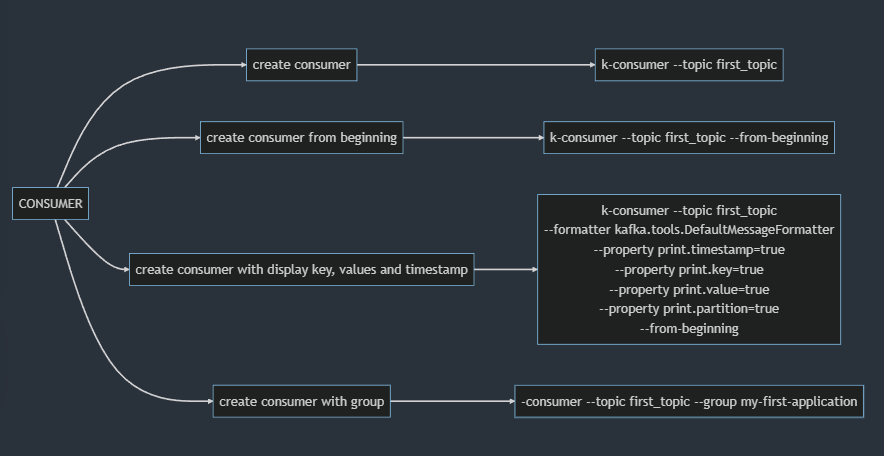 create consumer
k-consumer --topic first_topic
create consumer from beginning
k-consumer --topic first_topic --from-beginning
CONSUMER
create consumer with display key, values and timestamp
k-consumer --topic first_topic
--formatter kafka.tools.DefaultMessageFormatter
--property print.timestamp=true
--property print.key=true
--property print.value=true
--property print.partition=true
--from-beginning
create consumer with group
-consumer --topic first_topic --group my-first-application